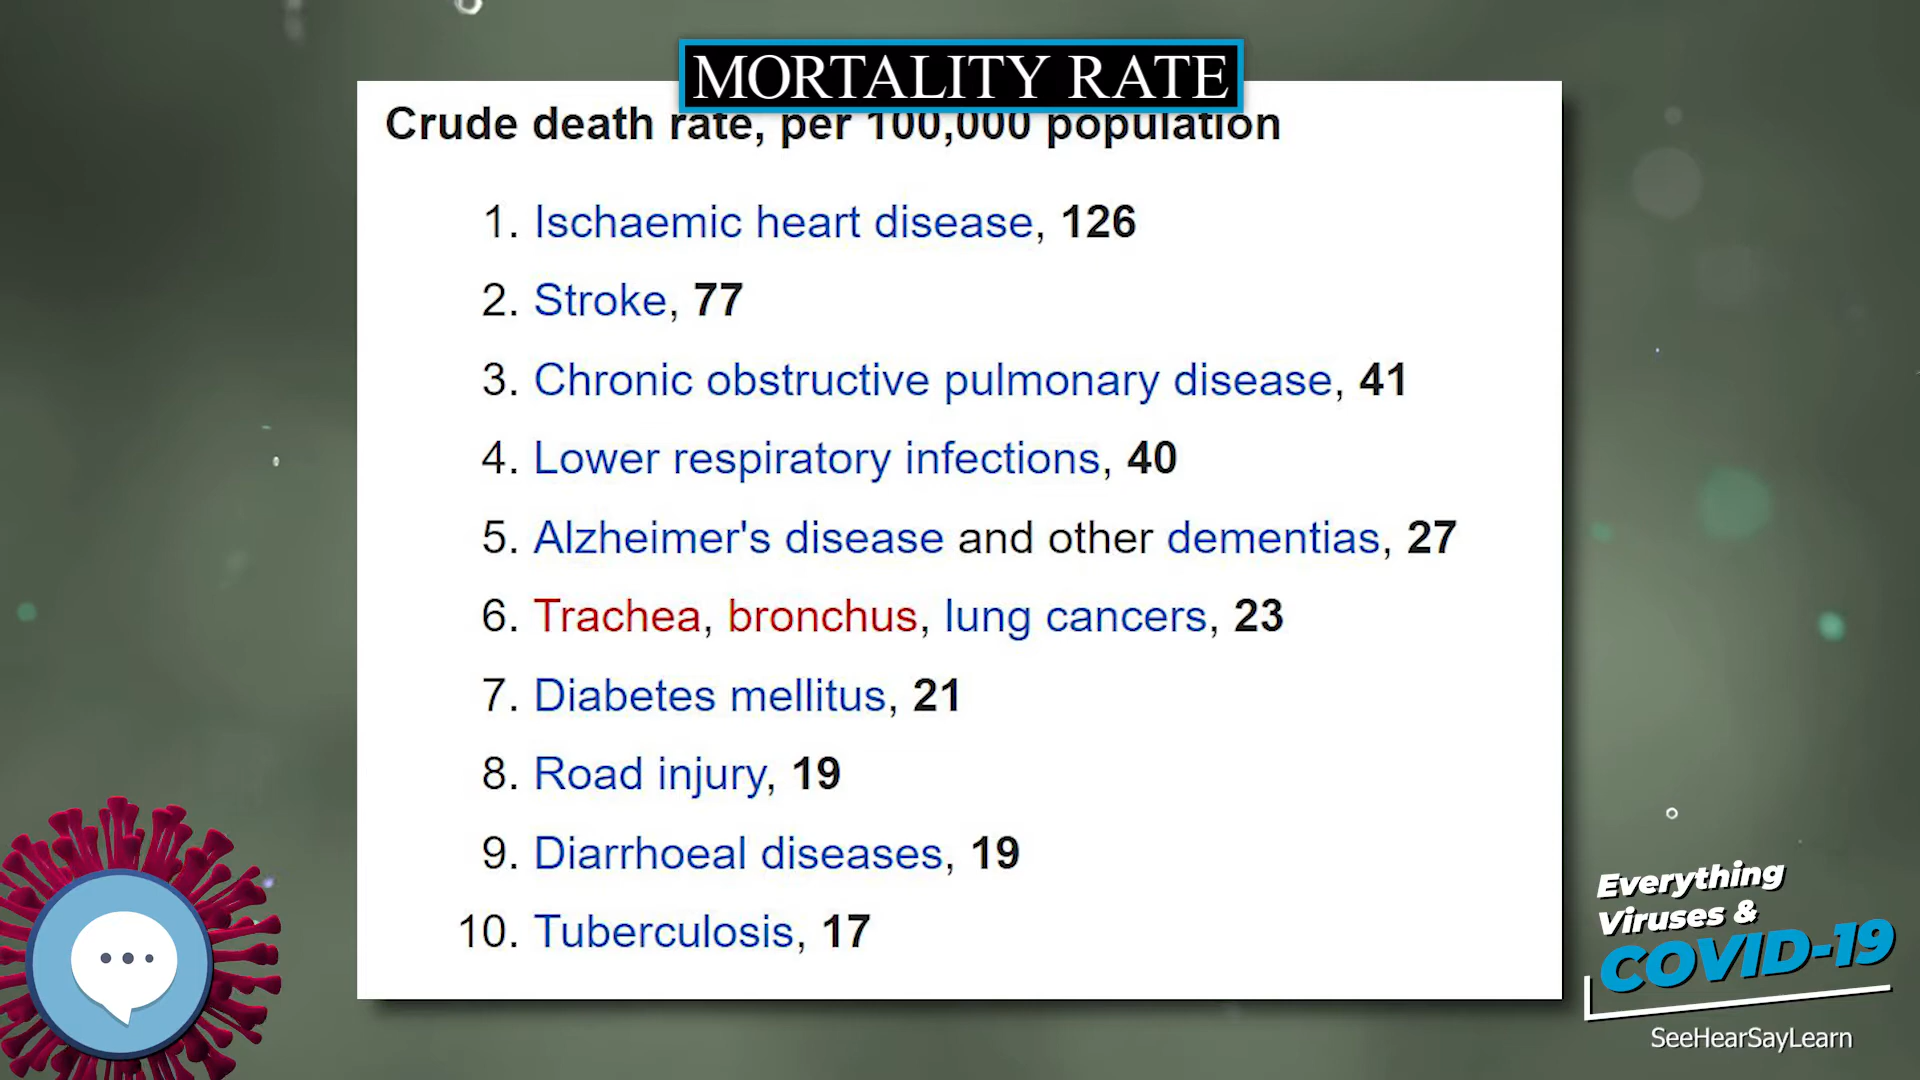 MORTALITY RATE
Crude death rate, per 100,000 population
1. Ischaemic heart disease, 126
2. Stroke, 77
3. Chronic obstructive pulmonary disease, 41
4. Lower respiratory infections, 40
5. Alzheimer's disease and other dementias, 27
6. Trachea, bronchus, lung cancers, 23
7. Diabetes mellitus, 21
8. Road injury, 19
9. Diarrhoeal diseases, 19
10. Tuberculosis, 17
Everything
Viruses &
COVID-19
SeeHearSayLearn